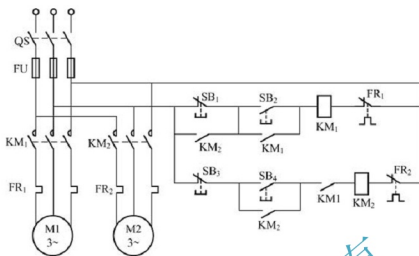 QS
FU
SB₁ SB₂ FR₁
KM₁ KM₂ KM₂ KM₁ KM₁
FR₁ FR₂ SB₃ SB₄ KM1 KM₂ FR₂
KM₂
M1
3~
M2
3~